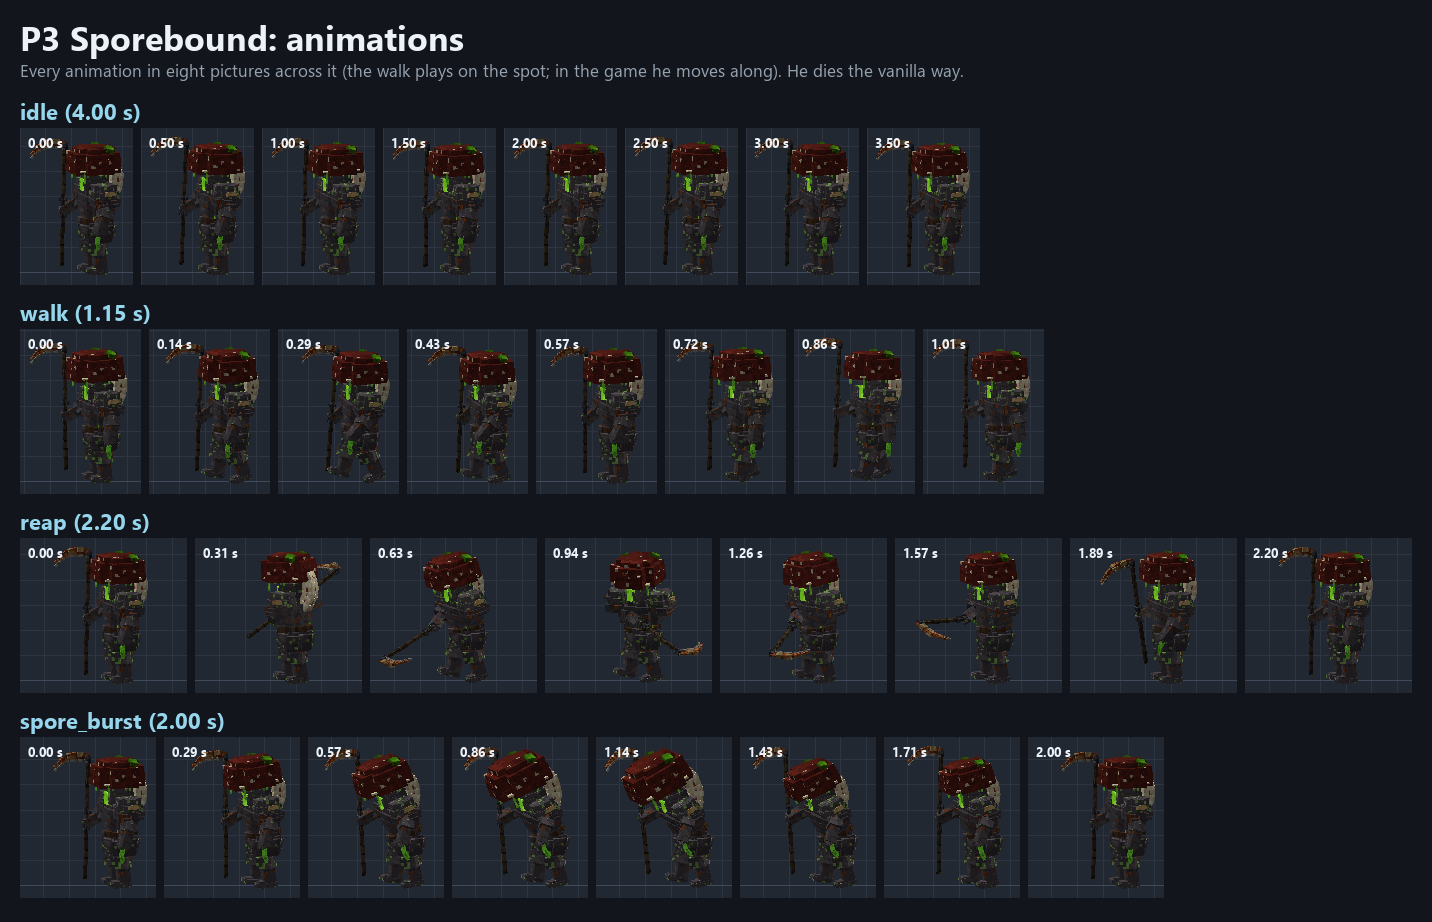 P3 Sporebound: animations
Every animation in eight pictures across it (the walk plays on the spot; in the game he moves along). He dies the vanilla way.
idle (4.00 s)
0.00 s 0.50 s 1.00 s 1.50 s 2.00 s 2.50 s 3.00 s 3.50 s
walk (1.15 s)
0.00 s 0.14 s 0.29 s 0.43 s 0.57 s 0.72 s 0.86 s 1.01 s
reap (2.20 s)
0.00 s 0.31 s 0.63 s 0.94 s 1.26 s 1.57 s 1.89 s 2.20 s
spore_burst (2.00 s)
0.00 s 0.29 s 0.57 s 0.86 s 1.14 s 1.43 s 1.71 s 2.00 s